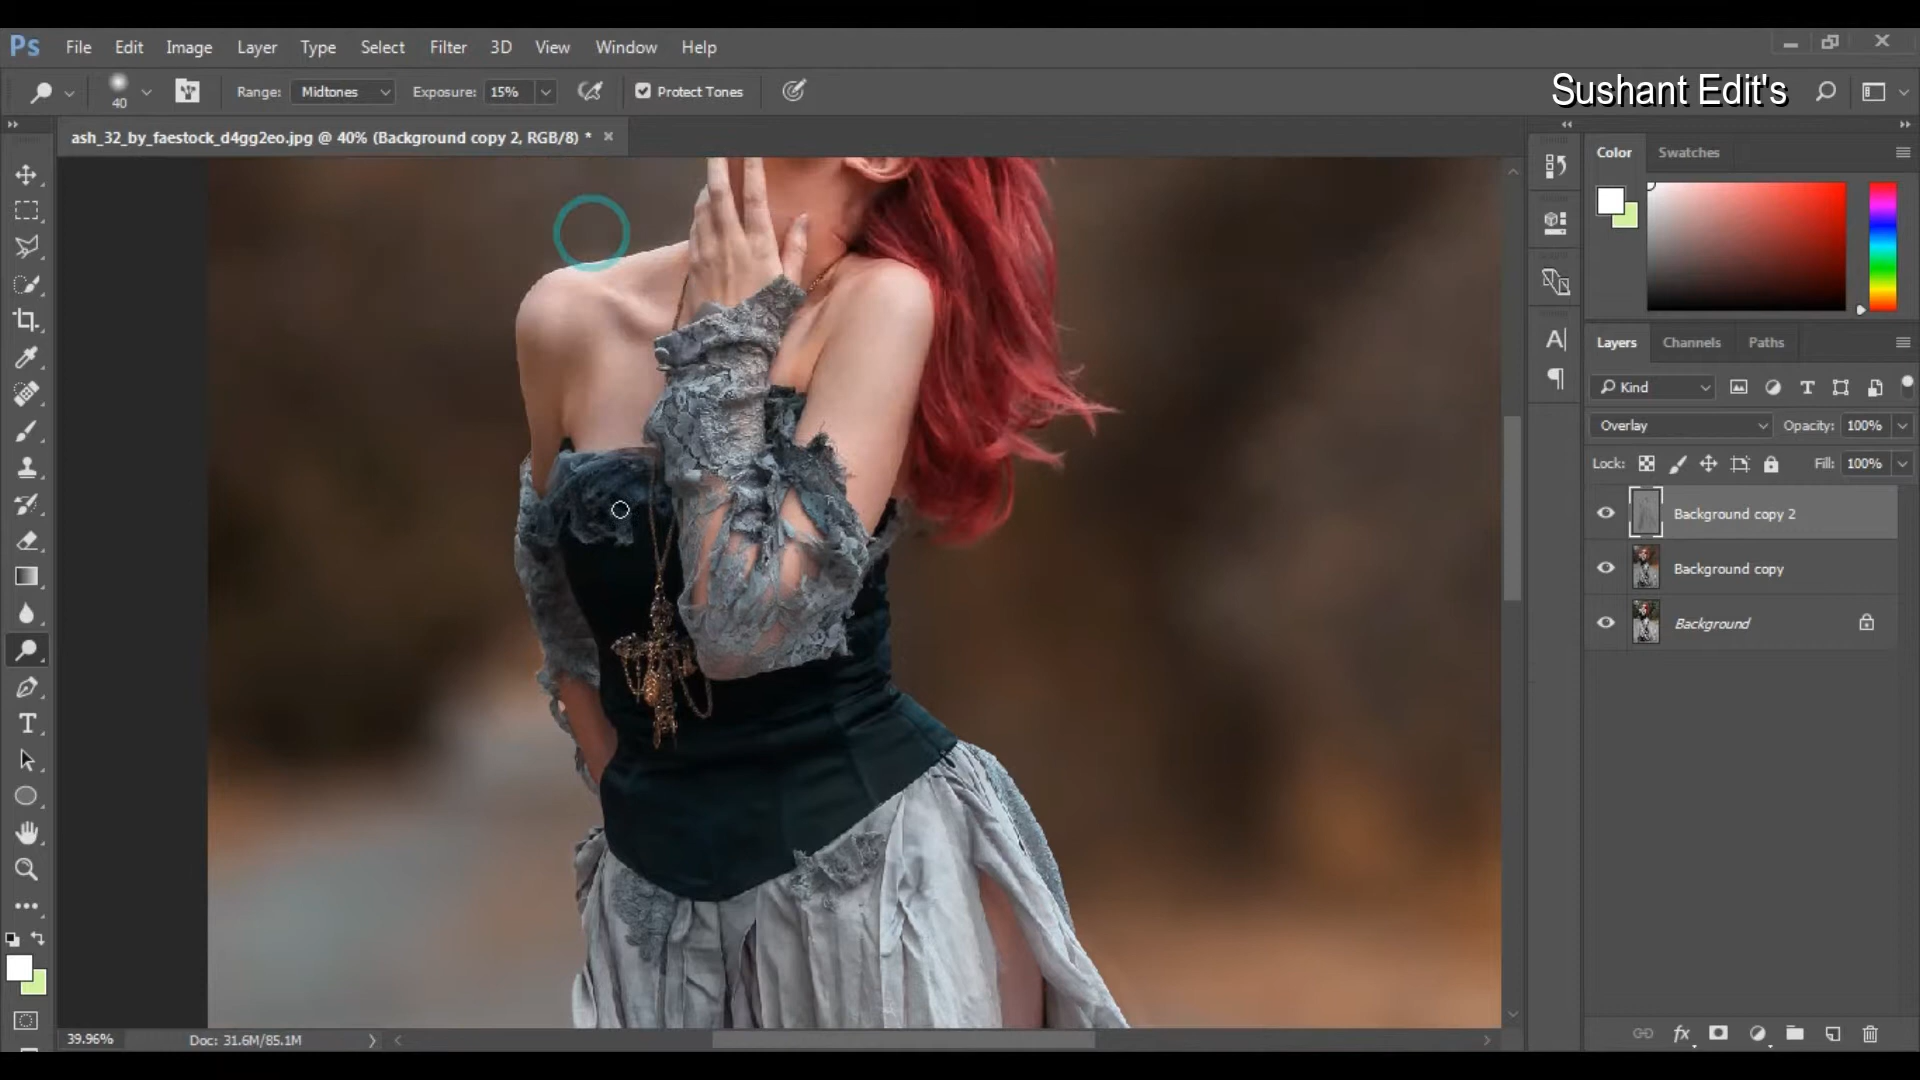 Ps File Edit Image Layer Type Select Filter 3D View Window Help
40 Range: Midtones Exposure: 15% Protect Tones
Sushant Edit's
ash_32_by_faestock_d4gg2eo.jpg @ 40% (Background copy 2, RGB/8) *
Color Swatches
Layers Channels Paths
Kind
Overlay Opacity: 100%
Lock: Fill: 100%
Background copy 2
Background copy
Background
39.96% Doc: 31.6M/85.1M